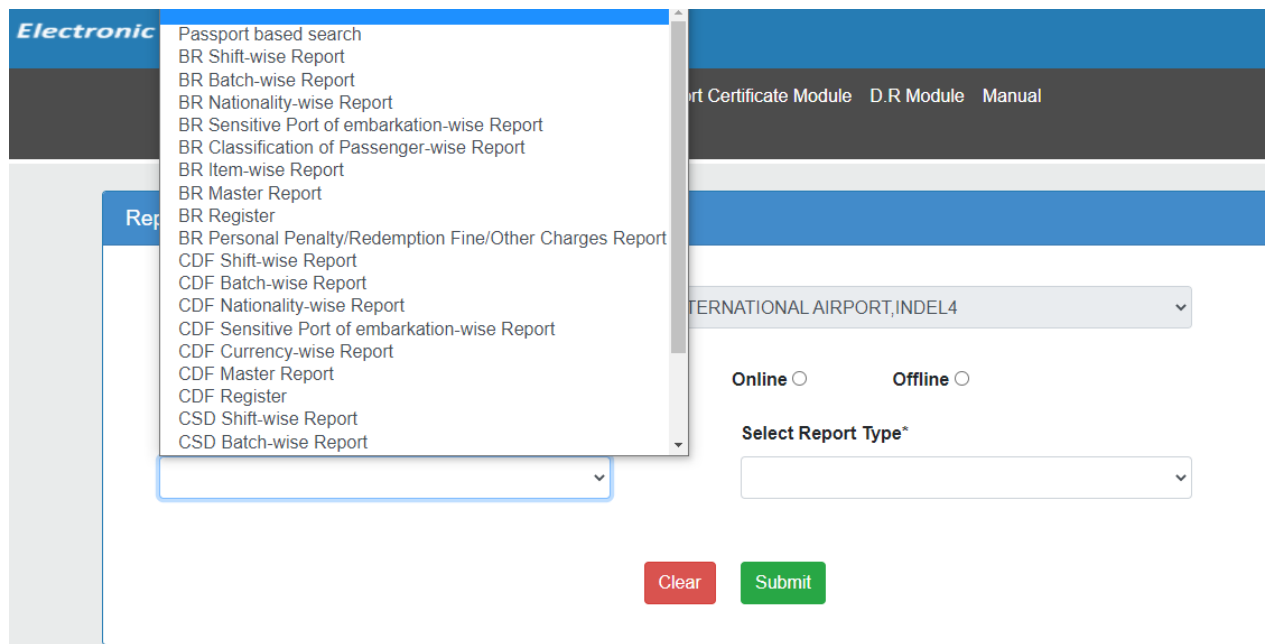 Electronic
Passport based search
BR Shift-wise Report
BR Batch-wise Report
BR Nationality-wise Report
BR Sensitive Port of embarkation-wise Report
BR Classification of Passenger-wise Report
BR Item-wise Report
BR Master Report
BR Register
BR Personal Penalty/Redemption Fine/Other Charges Report
CDF Shift-wise Report
CDF Batch-wise Report
CDF Nationality-wise Report
CDF Sensitive Port of embarkation-wise Report
CDF Currency-wise Report
CDF Master Report
CDF Register
CSD Shift-wise Report
CSD Batch-wise Report
rt Certificate Module D.R Module Manual
Rep
TERNATIONAL AIRPORT,INDEL4
Online Offline
Select Report Type*
Clear Submit